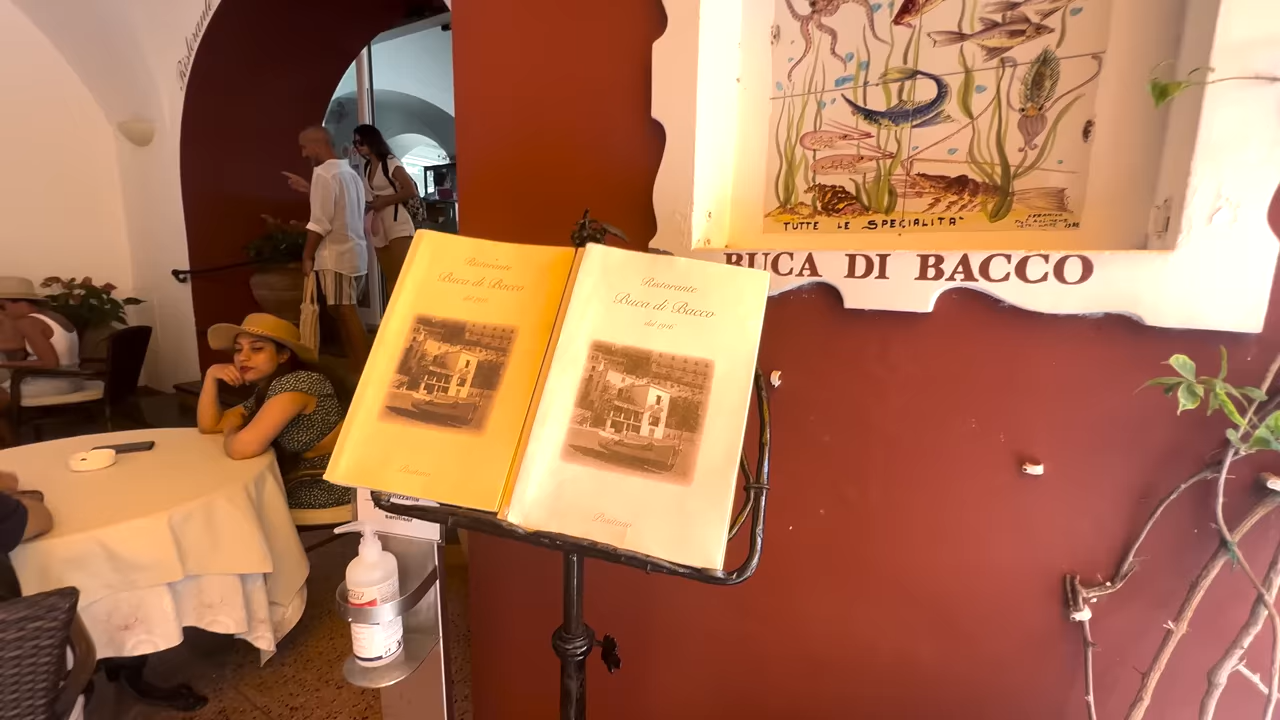 Ristorante
TUTTE LE SPECIALITA'
BUCA DI BACCO
Ristorante
Buca di Bacco
dal 1916
Positano
Ristorante
Buca di Bacco
dal 1916
Positano